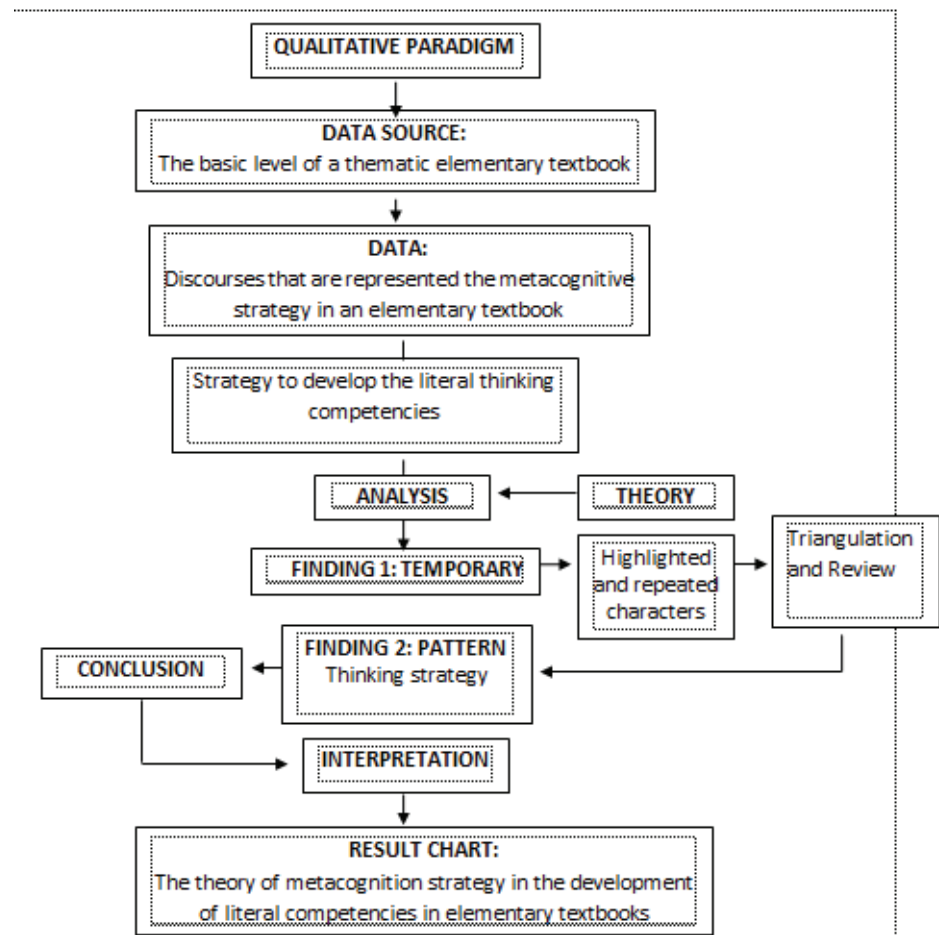 QUALITATIVE PARADIGM
DATA SOURCE:
The basic level of a thematic elementary textbook
DATA:
Discourses that are represented the metacognitive
strategy in an elementary textbook
Strategy to develop the literal thinking
competencies
ANALYSIS
THEORY
FINDING 1: TEMPORARY
Highlighted
and repeated
characters
Triangulation
and Review
FINDING 2: PATTERN
Thinking strategy
CONCLUSION
INTERPRETATION
RESULT CHART:
The theory of metacognition strategy in the development
of literal competencies in elementary textbooks